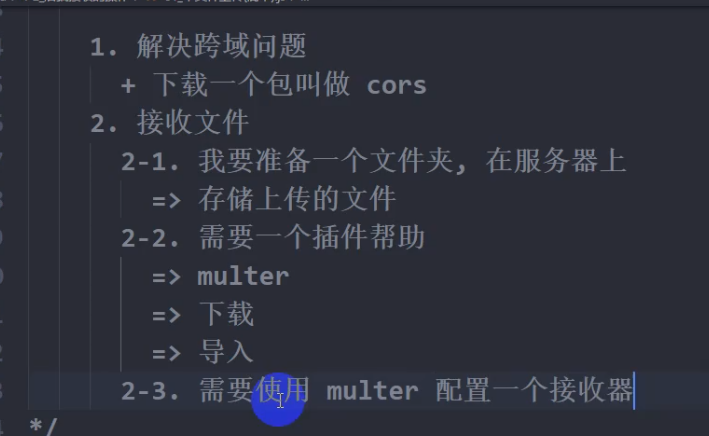 1. 解决跨域问题
+ 下载一个包叫做 cors
2. 接收文件
2-1. 我要准备一个文件夹, 在服务器上
=> 存储上传的文件
2-2. 需要一个插件帮助
=> multer
=> 下载
=> 导入
2-3. 需要使用 multer 配置一个接收器
*/